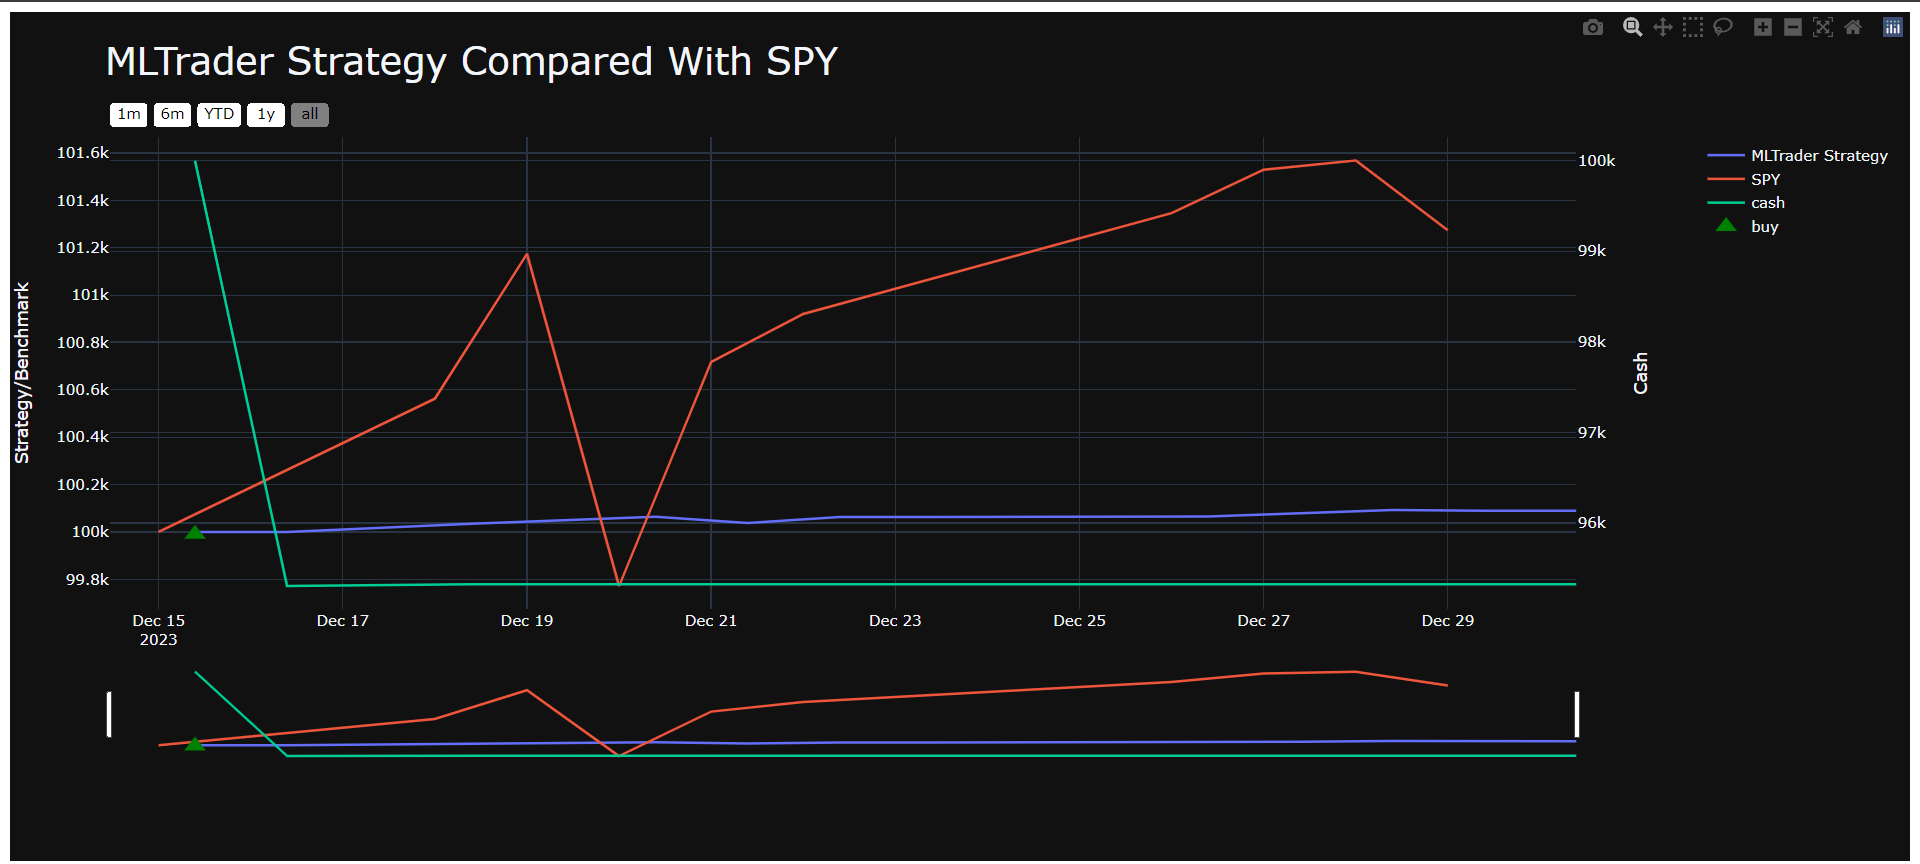 MLTrader Strategy Compared With SPY
1m 6m YTD 1y all
101.6k
101.4k
101.2k
101k
100.8k
100.6k
100.4k
100.2k
100k
99.8k
Strategy/Benchmark
100k
99k
98k
97k
96k
Cash
MLTrader Strategy
SPY
cash
buy
Dec 15 Dec 17 Dec 19 Dec 21 Dec 23 Dec 25 Dec 27 Dec 29
2023